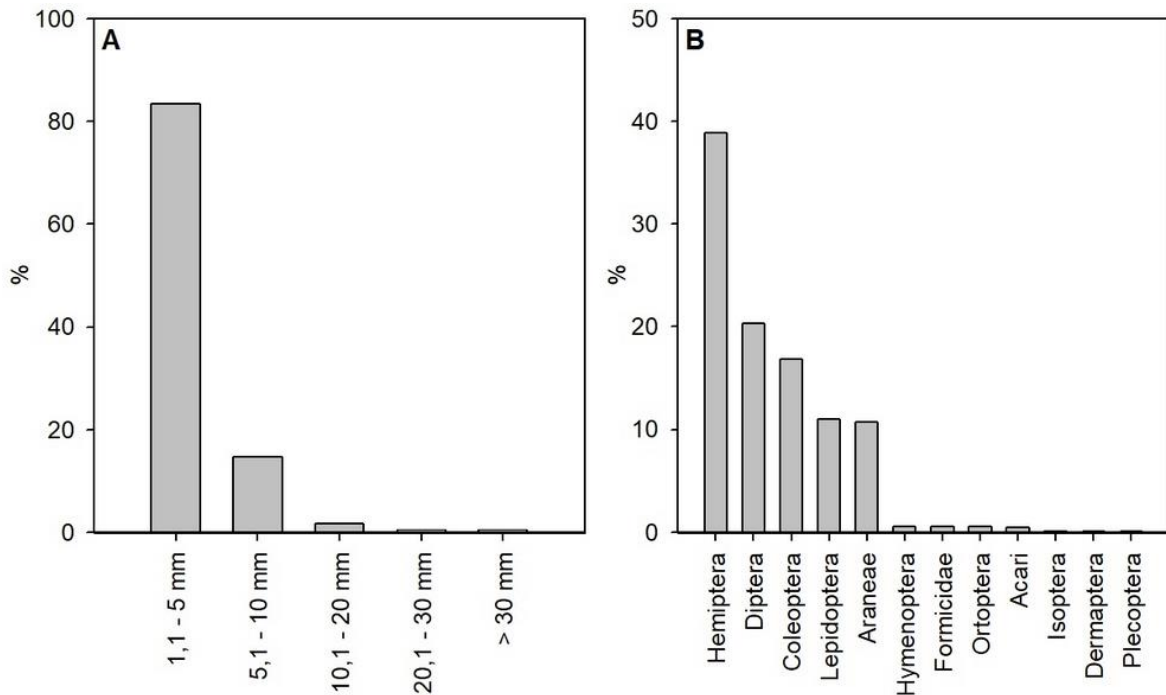 A
%
100
80
60
40
20
0
1,1 - 5 mm
5,1 - 10 mm
10,1 - 20 mm
20,1 - 30 mm
> 30 mm
B
%
50
40
30
20
10
0
Hemiptera
Diptera
Coleoptera
Lepidoptera
Araneae
Hymenoptera
Formicidae
Ortoptera
Acari
Isoptera
Dermaptera
Plecoptera